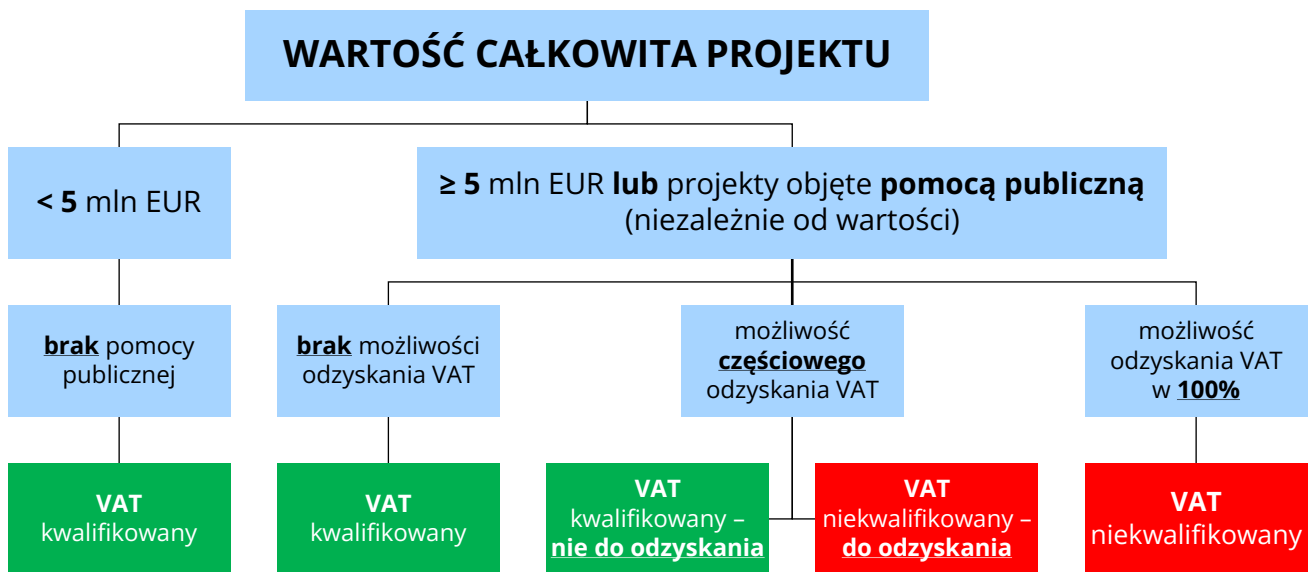 WARTOŚĆ CAŁKOWITA PROJEKTU
< 5 mln EUR
≥ 5 mln EUR lub projekty objęte pomocą publiczną
(niezależnie od wartości)
brak pomocy
publicznej
brak możliwości
odzyskania VAT
możliwość
częściowego
odzyskania VAT
możliwość
odzyskania VAT
w 100%
VAT
kwalifikowany
VAT
kwalifikowany
VAT
kwalifikowany –
nie do odzyskania
VAT
niekwalifikowany –
do odzyskania
VAT
niekwalifikowany